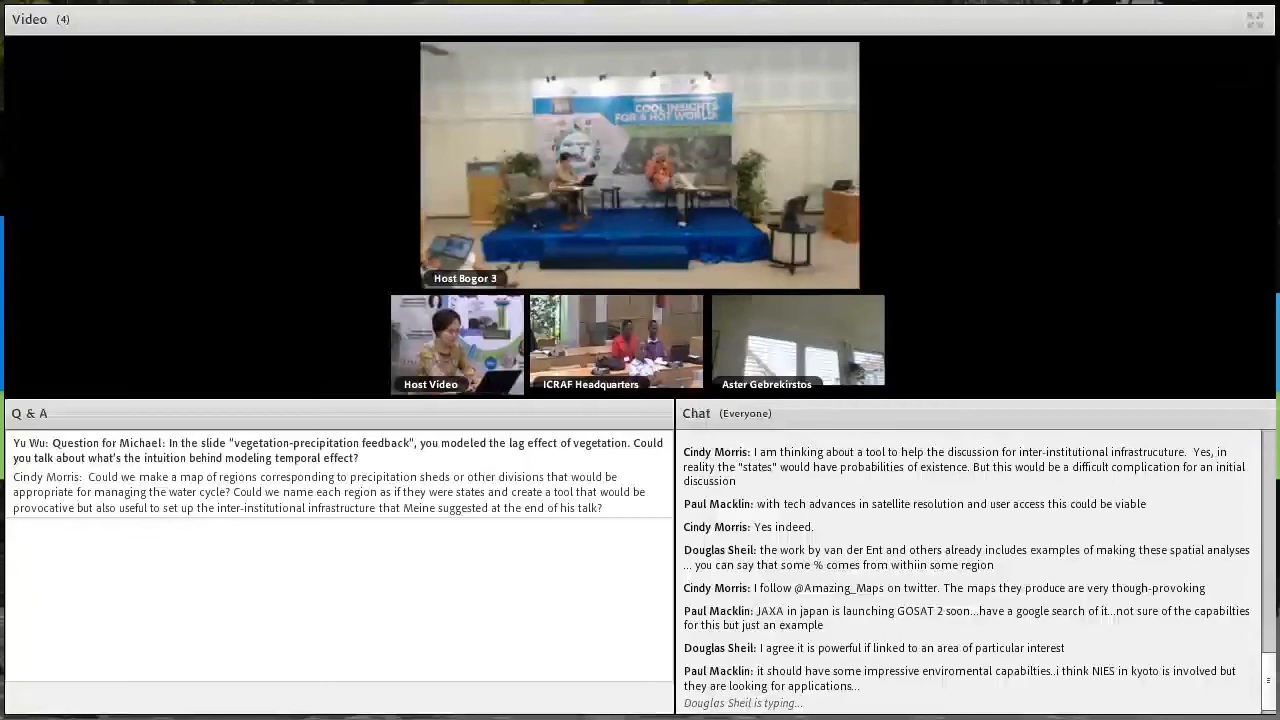 Video (4)
COOL INSIGHTS
FOR A HOT WORLD
Host Bogor 3
Host Video
ICRAF Headquarters
Aster Gebrekirstos
Q & A
Yu Wu: Question for Michael: In the slide "vegetation-precipitation feedback", you modeled the lag effect of vegetation. Could
you talk about what's the intuition behind modeling temporal effect?
Cindy Morris: Could we make a map of regions corresponding to precipitation sheds or other divisions that would be
appropriate for managing the water cycle? Could we name each region as if they were states and create a tool that would be
provocative but also useful to set up the inter-institutional infrastructure that Meine suggested at the end of his talk?
Chat (Everyone)
Cindy Morris: I am thinking about a tool to help the discussion for inter-institutional infrastrucuture. Yes, in
reality the "states" would have probabilities of existence. But this would be a difficult complication for an initial
discussion
Paul Macklin: with tech advances in satellite resolution and user access this could be viable
Cindy Morris: Yes indeed.
Douglas Sheil: the work by van der Ent and others already includes examples of making these spatial analyses
... you can say that some % comes from withiin some region
Cindy Morris: I follow @Amazing_Maps on twitter. The maps they produce are very though-provoking
Paul Macklin: JAXA in japan is launching GOSAT 2 soon...have a google search of it...not sure of the capabilties
for this but just an example
Douglas Sheil: I agree it is powerful if linked to an area of particular interest
Paul Macklin: it should have some impressive enviromental capabilties..i think NIES in kyoto is involved but
they are looking for applications...
Douglas Sheil is typing...